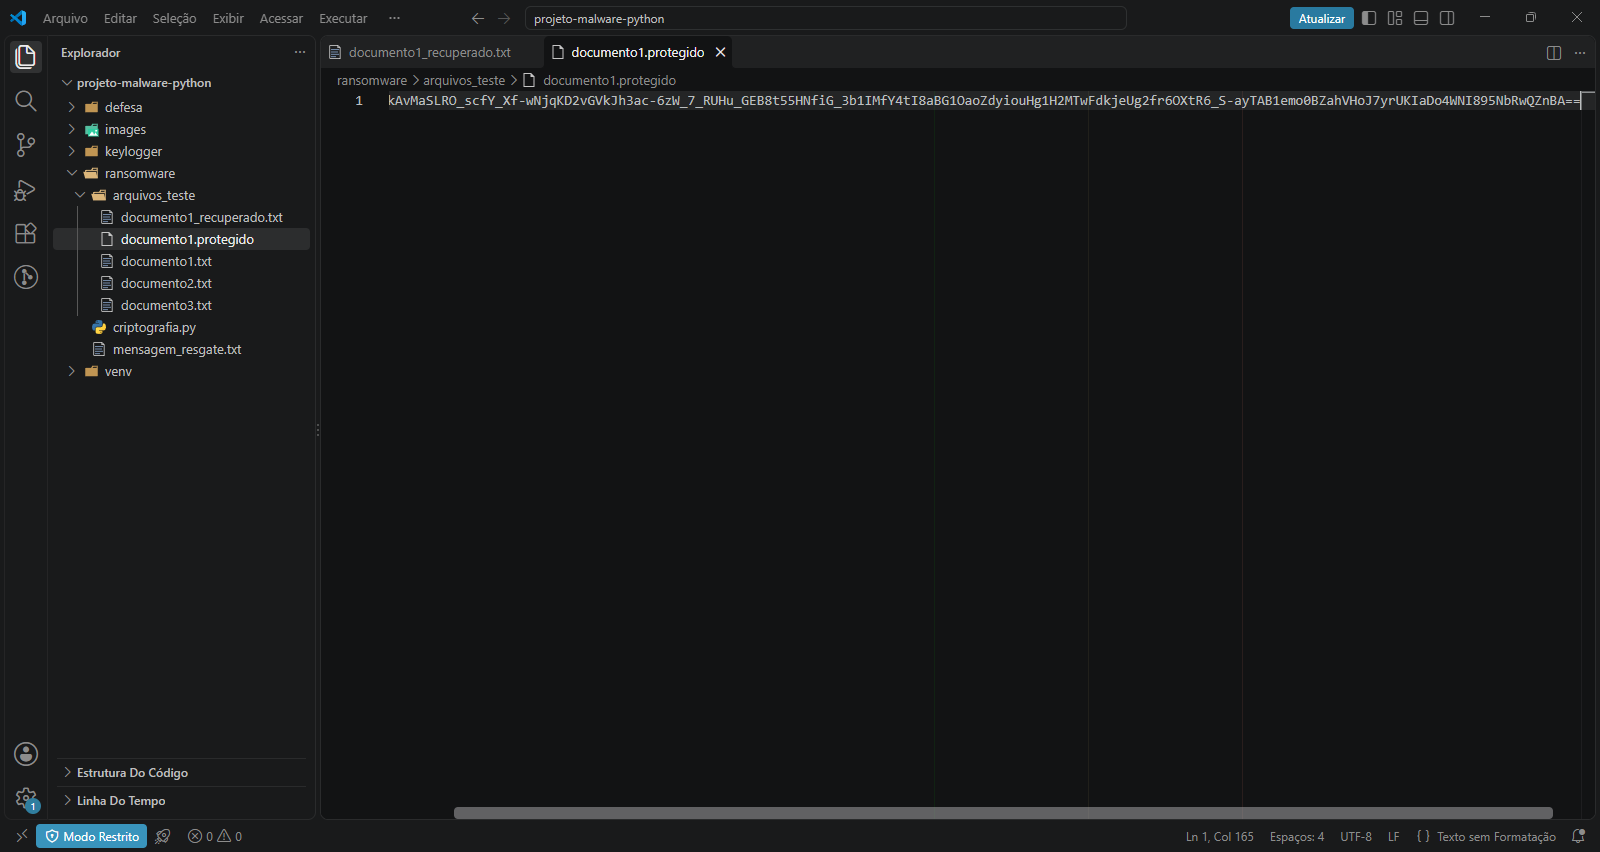 Arquivo Editar Seleção Exibir Acessar Executar ··· projeto-malware-python Atualizar
Explorador ···
projeto-malware-python
defesa
images
keylogger
ransomware
arquivos_teste
documento1_recuperado.txt
documento1.protegido
documento1.txt
documento2.txt
documento3.txt
criptografia.py
mensagem_resgate.txt
venv
Estrutura Do Código
Linha Do Tempo
documento1_recuperado.txt documento1.protegido
ransomware > arquivos_teste > documento1.protegido
1 kAvMaSLRO_scfY_Xf-wNjqKD2vGVkJh3ac-6zW_7_RUHu_GEB8t55HNfiG_3b1IMfY4tI8aBG1OaoZdyiouHg1H2MTwFdkjeUg2fr6OXtR6_S-ayTAB1emo0BZahVHoJ7yrUKIaDo4WNI895NbRwQZnBA==
1
Modo Restrito 0 0 Ln 1, Col 165 Espaços: 4 UTF-8 LF {} Texto sem Formatação